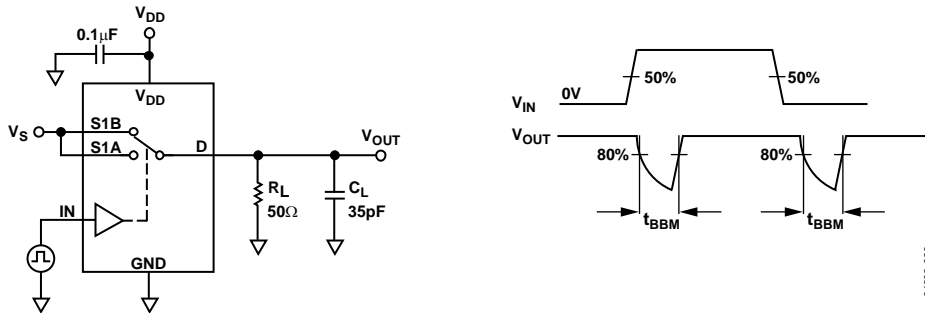 V_DD
0.1µF
V_DD
V_S
S1B
S1A
D
V_OUT
IN
R_L
50Ω
C_L
35pF
GND
50%
50%
V_IN
0V
V_OUT
80%
80%
t_BBM
t_BBM